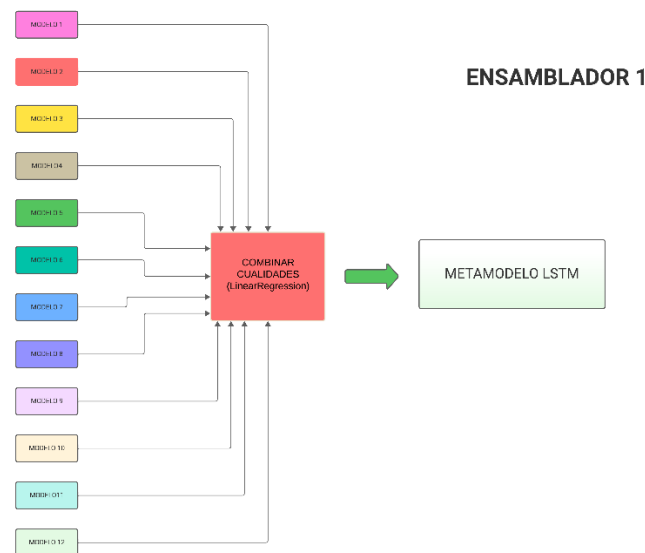 MODELO 1
MODELO 2
ENSAMBLADOR 1
MODELO 3
MODELO4
MODELO 5
MODELO 6
COMBINAR
CUALIDADES
(LinearRegression)
METAMODELO LSTM
MODELO 7
MODELO 8
MODELO 9
MODELO 10
MODELO11
MODELO 12